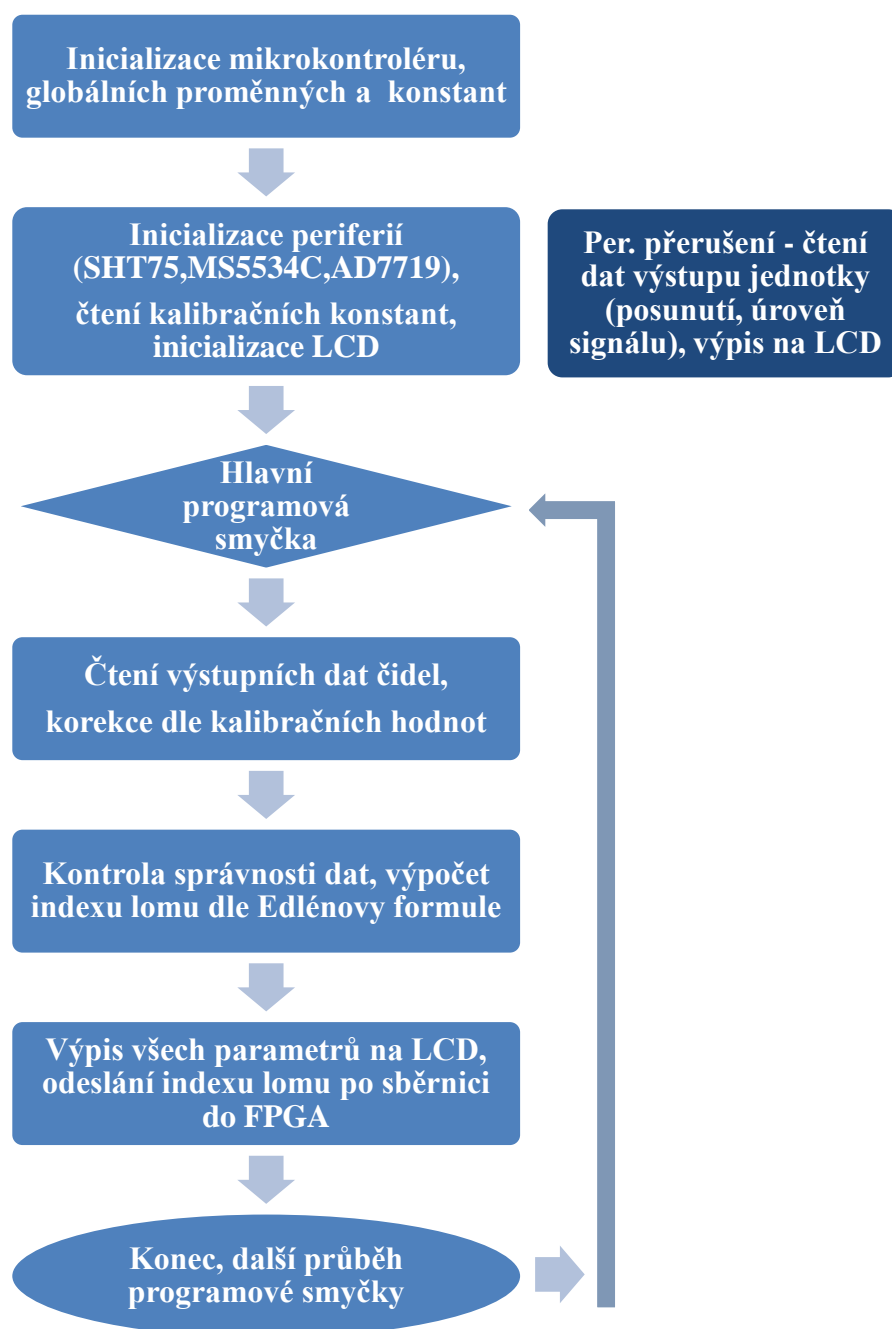 Inicializace mikrokontroléru,
globálních proměnných a  konstant
Inicializace periferií
(SHT75,MS5534C,AD7719),
čtení kalibračních konstant,
inicializace LCD
Per. přerušení - čtení
dat výstupu jednotky
(posunutí, úroveň
signálu), výpis na LCD
Hlavní
programová
smyčka
Čtení výstupních dat čidel,
korekce dle kalibračních hodnot
Kontrola správnosti dat, výpočet
indexu lomu dle Edlénovy formule
Výpis všech parametrů na LCD,
odeslání indexu lomu po sběrnici
do FPGA
Konec, další průběh
programové smyčky